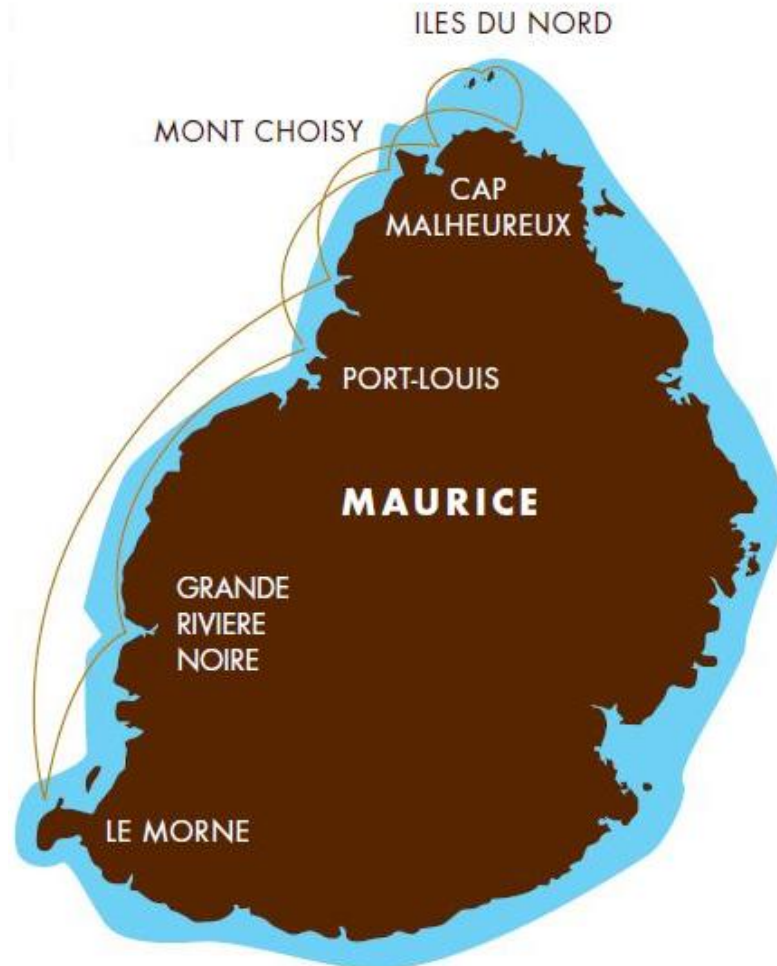 ILES DU NORD
MONT CHOISY
CAP
MALHEUREUX
PORT-LOUIS
MAURICE
GRANDE
RIVIERE
NOIRE
LE MORNE